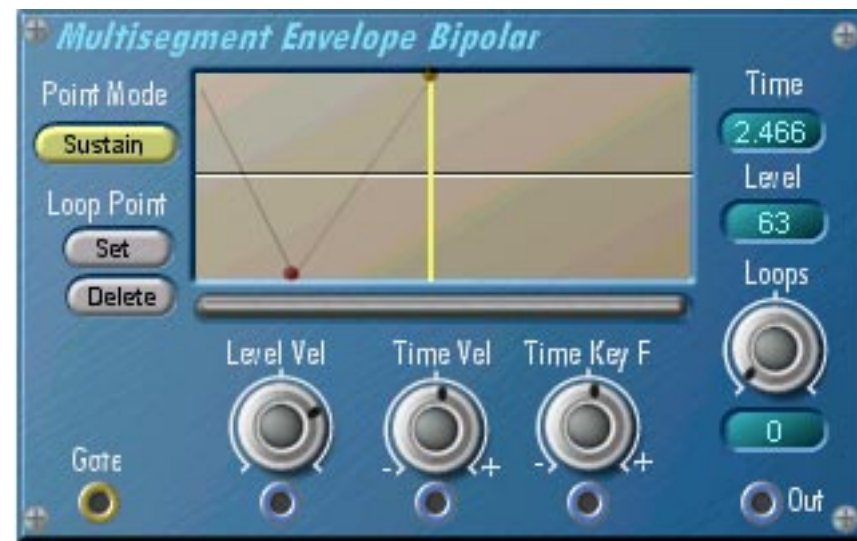 Multisegment Envelope Bipolar
Point Mode
Sustain
Loop Point
Set
Delete
Time
2.466
Level
63
Loops
0
Level Vel
Time Vel
Time Key F
- +
- +
Gate
Out